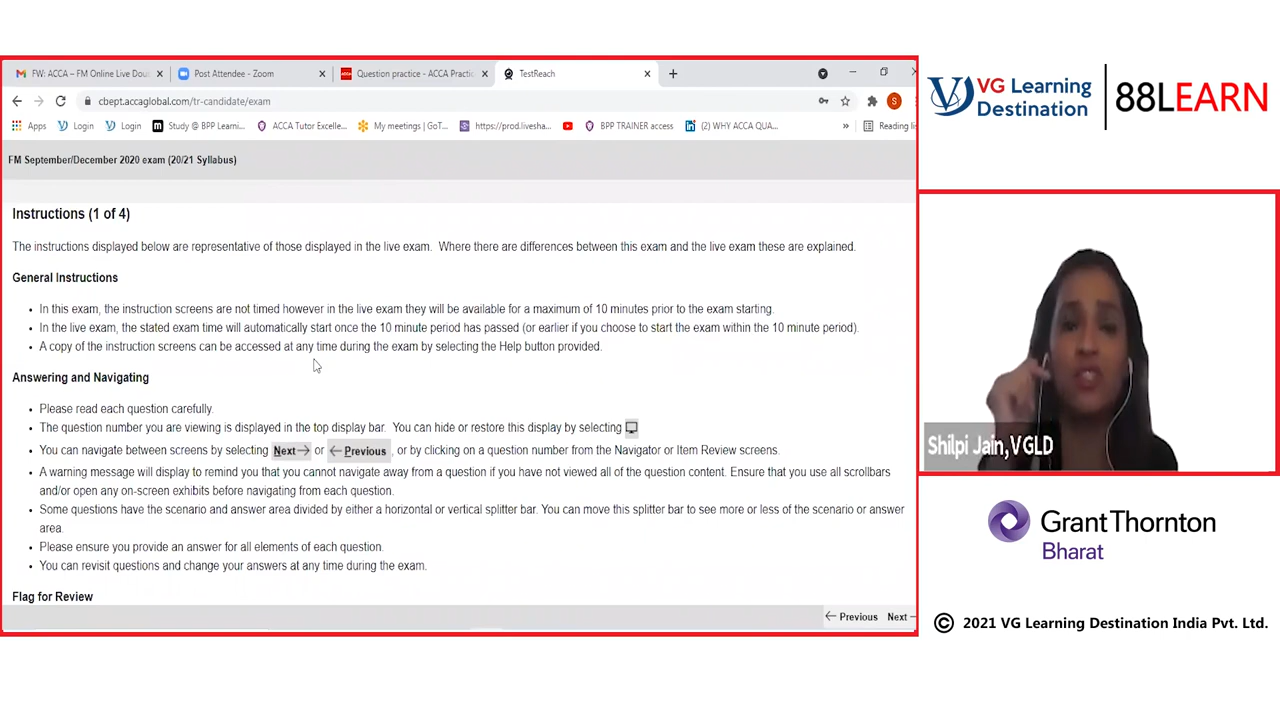 FW: ACCA – FM Online Live Dou
Post Attendee - Zoom
Question practice - ACCA Practic
TestReach
cbept.accaglobal.com/tr-candidate/exam
Apps
Login
Login
Study @ BPP Learni...
ACCA Tutor Excelle...
My meetings | GoT...
https://prod.livesha...
BPP TRAINER access
(2) WHY ACCA QUA...
»
Reading li
FM September/December 2020 exam (20/21 Syllabus)
Instructions (1 of 4)
The instructions displayed below are representative of those displayed in the live exam. Where there are differences between this exam and the live exam these are explained.
General Instructions
• In this exam, the instruction screens are not timed however in the live exam they will be available for a maximum of 10 minutes prior to the exam starting.
• In the live exam, the stated exam time will automatically start once the 10 minute period has passed (or earlier if you choose to start the exam within the 10 minute period).
• A copy of the instruction screens can be accessed at any time during the exam by selecting the Help button provided.
Answering and Navigating
• Please read each question carefully.
• The question number you are viewing is displayed in the top display bar. You can hide or restore this display by selecting
• You can navigate between screens by selecting Next→ or ←Previous, or by clicking on a question number from the Navigator or Item Review screens.
• A warning message will display to remind you that you cannot navigate away from a question if you have not viewed all of the question content. Ensure that you use all scrollbars
and/or open any on-screen exhibits before navigating from each question.
• Some questions have the scenario and answer area divided by either a horizontal or vertical splitter bar. You can move this splitter bar to see more or less of the scenario or answer
area.
• Please ensure you provide an answer for all elements of each question.
• You can revisit questions and change your answers at any time during the exam.
Flag for Review
← Previous Next
VG Learning
Destination
88LEARN
Shilpi Jain,VGLD
GrantThornton
Bharat
© 2021 VG Learning Destination India Pvt. Ltd.